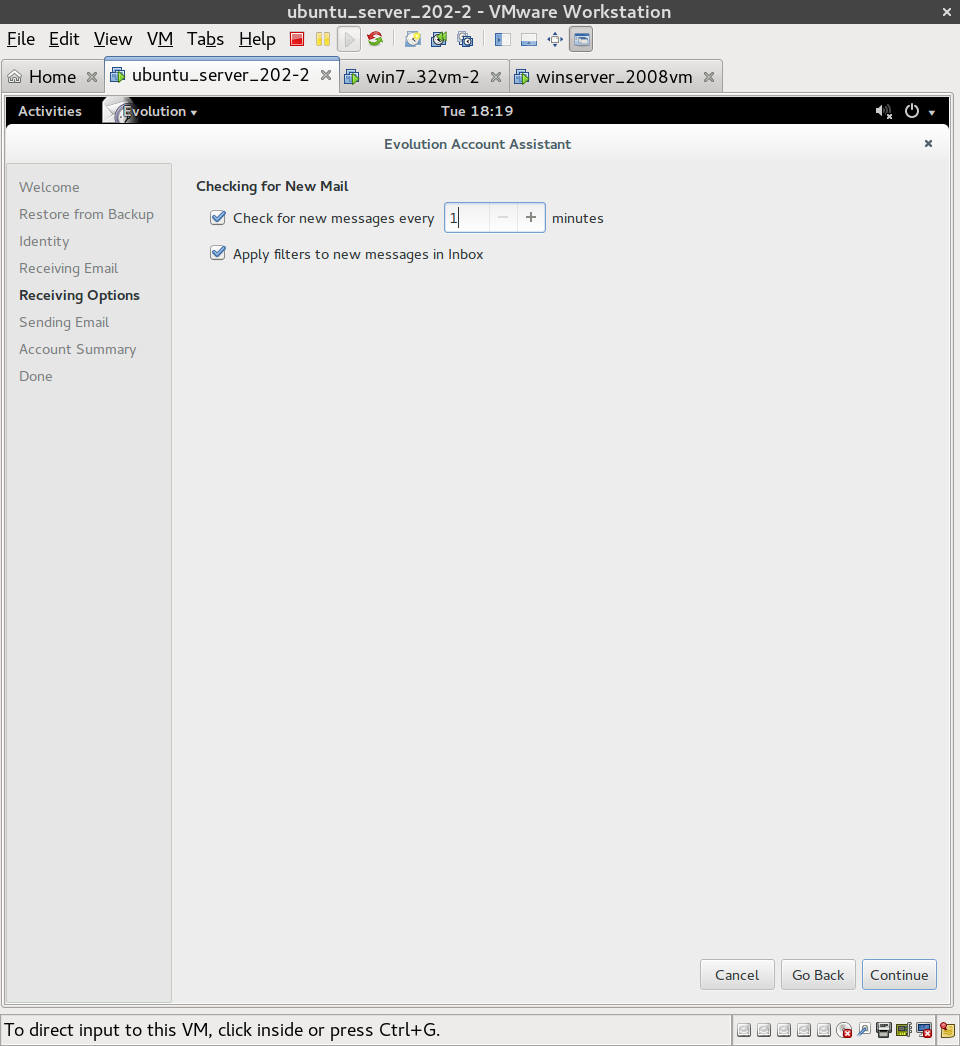 ubuntu_server_202-2 - VMware Workstation
File Edit View VM Tabs Help
Home ubuntu_server_202-2 win7_32vm-2 winserver_2008vm
Activities Evolution Tue 18:19
Evolution Account Assistant
Welcome
Restore from Backup
Identity
Receiving Email
Receiving Options
Sending Email
Account Summary
Done
Checking for New Mail
Check for new messages every 1 minutes
Apply filters to new messages in Inbox
Cancel Go Back Continue
To direct input to this VM, click inside or press Ctrl+G.